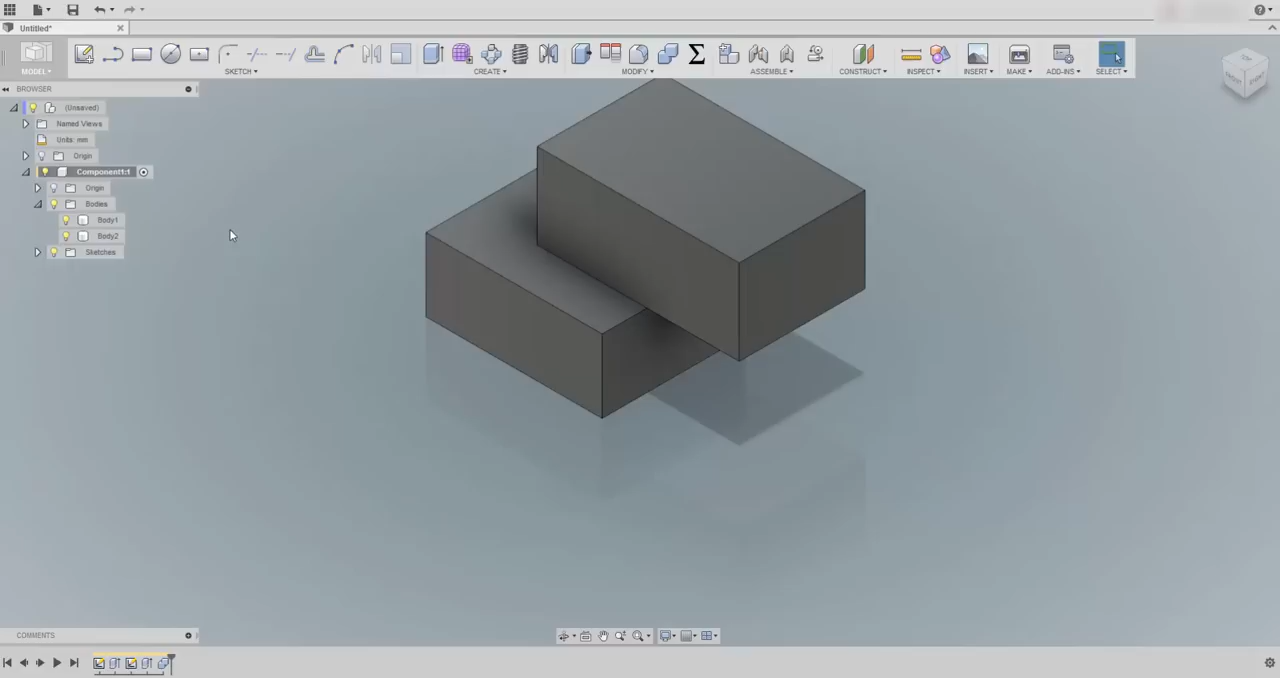 Untitled*
MODEL
SKETCH
CREATE
MODIFY
ASSEMBLE
CONSTRUCT
INSPECT
INSERT
MAKE
ADD-INS
SELECT
BROWSER
(Unsaved)
Named Views
Units: mm
Origin
Component1:1
Origin
Bodies
Body1
Body2
Sketches
TOP
COMMENTS